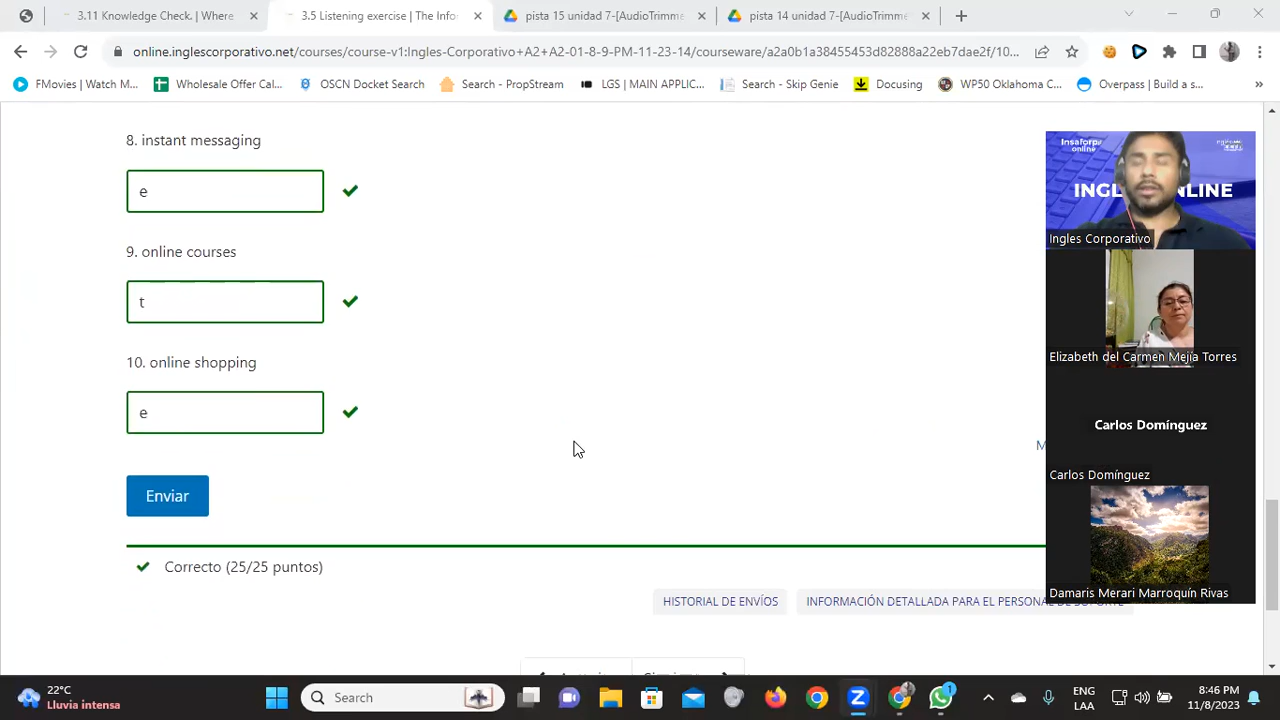 3.11 Knowledge Check. | Where
3.5 Listening exercise | The Info
pista 15 unidad 7-[AudioTrimme
pista 14 unidad 7-[AudioTrimme
online.inglescorporativo.net/courses/course-v1:Ingles-Corporativo+A2+A2-01-8-9-PM-11-23-14/courseware/a2a0b1a38455453d82888a22eb7dae2f/10...
FMovies | Watch M...
Wholesale Offer Cal...
OSCN Docket Search
Search - PropStream
LGS | MAIN APPLIC...
Search - Skip Genie
Docusing
WP50 Oklahoma C...
Overpass | Build a s...
8. instant messaging
e
9. online courses
t
10. online shopping
e
Enviar
Correcto (25/25 puntos)
HISTORIAL DE ENVÍOS
INFORMACIÓN DETALLADA PARA EL PERSONAL DE SOPORTE
Insaforp
online
Ingles Corporativo
Elizabeth del Carmen Mejía Torres
Carlos Domínguez
Carlos Domínguez
Damaris Merari Marroquín Rivas
22°C
Lluvia intensa
Search
1
ENG
LAA
8:46 PM
11/8/2023